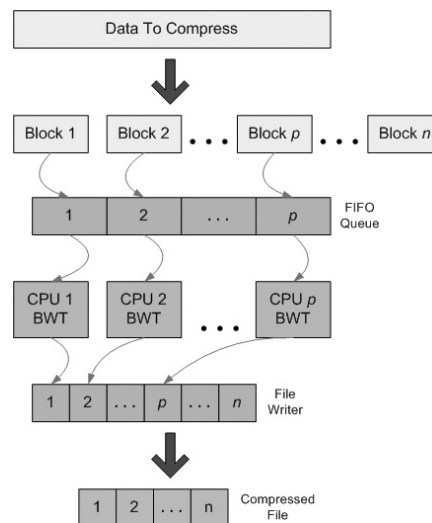 Data To Compress
Block 1 Block 2 ... Block p ... Block n
1 2 ... p
FIFO
Queue
CPU 1
BWT
CPU 2
BWT
...
CPU p
BWT
1 2 ... p ... n
File
Writer
1 2 ... n
Compressed
File